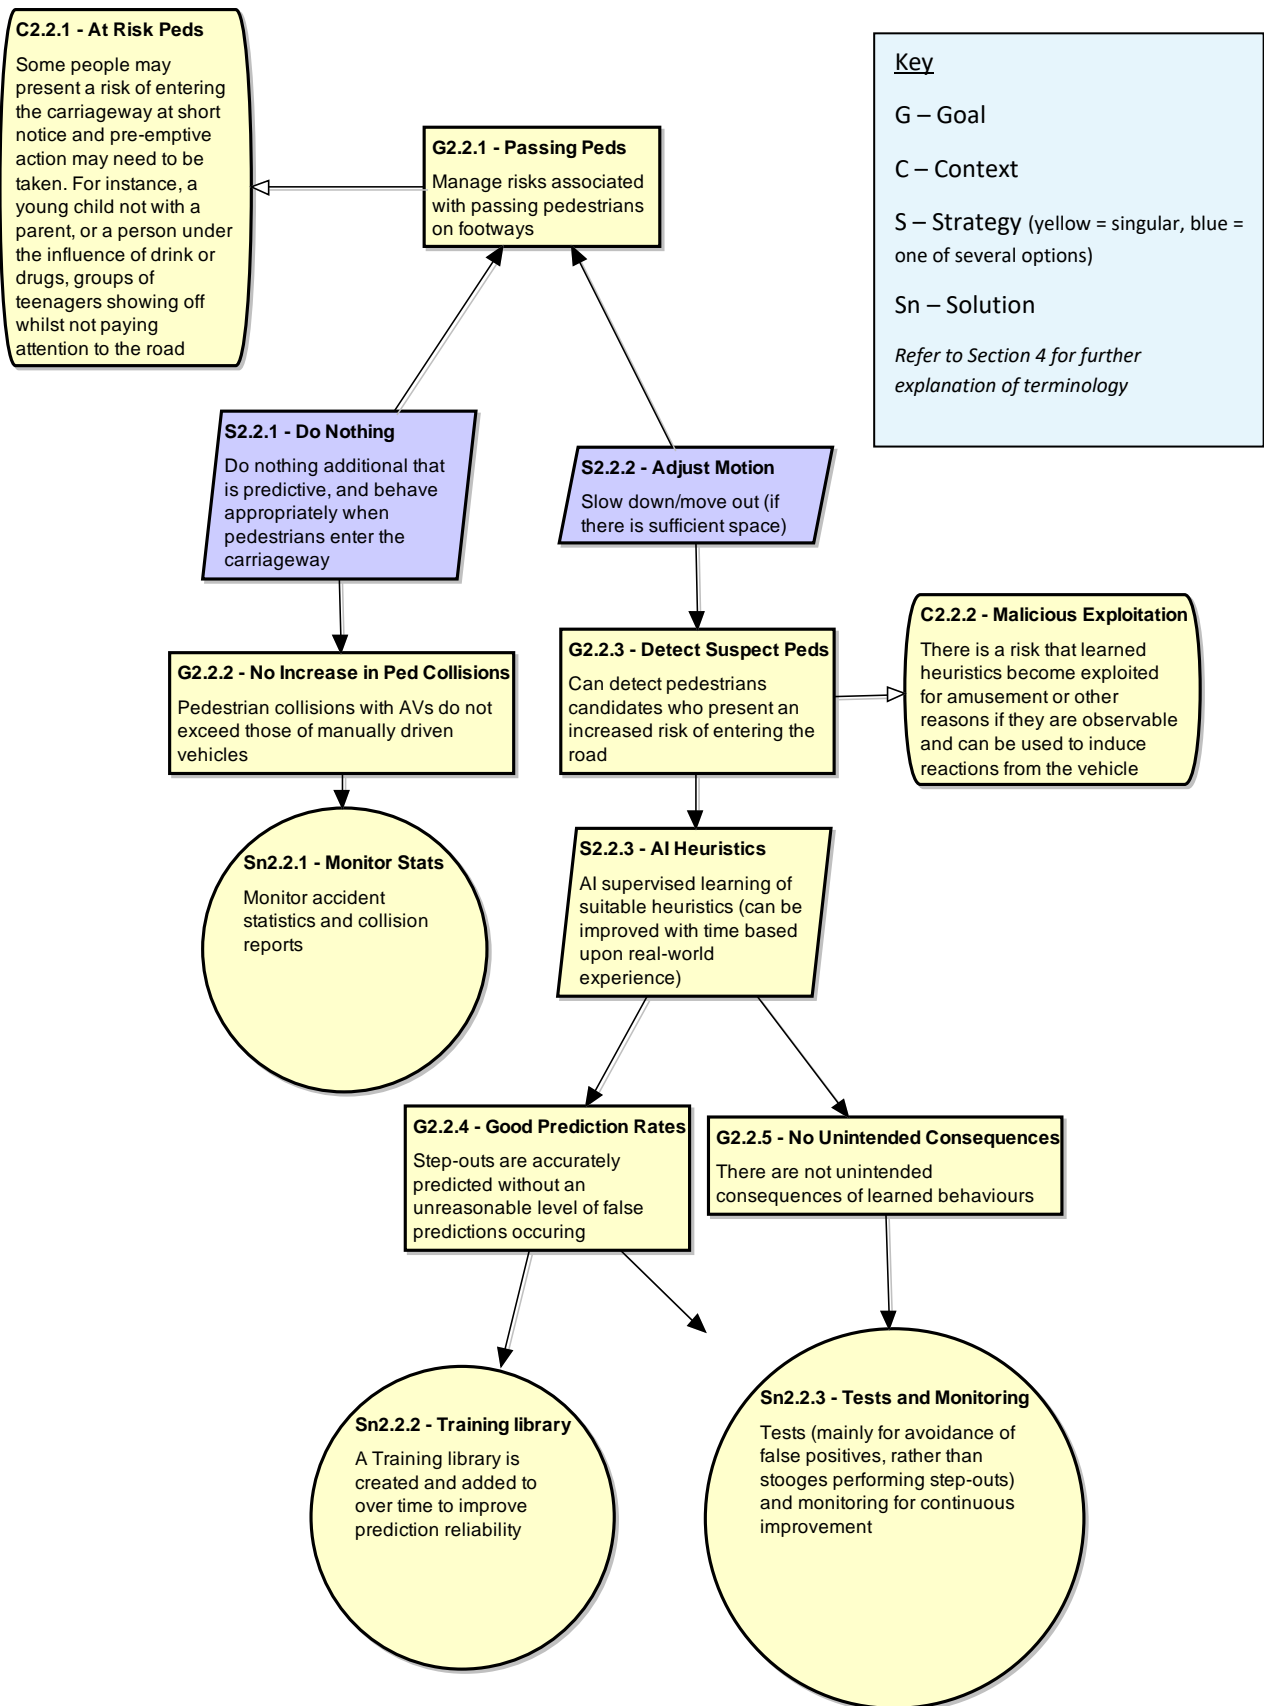 C2.2.1 - At Risk Peds
Some people may
present a risk of entering
the carriageway at short
notice and pre-emptive
action may need to be
taken. For instance, a
young child not with a
parent, or a person under
the influence of drink or
drugs, groups of
teenagers showing off
whilst not paying
attention to the road
Key
G – Goal
C – Context
S – Strategy (yellow = singular, blue =
one of several options)
Sn – Solution
Refer to Section 4 for further
explanation of terminology
G2.2.1 - Passing Peds
Manage risks associated
with passing pedestrians
on footways
S2.2.1 - Do Nothing
Do nothing additional that
is predictive, and behave
appropriately when
pedestrians enter the
carriageway
S2.2.2 - Adjust Motion
Slow down/move out (if
there is sufficient space)
G2.2.2 - No Increase in Ped Collisions
Pedestrian collisions with AVs do not
exceed those of manually driven
vehicles
G2.2.3 - Detect Suspect Peds
Can detect pedestrians
candidates who present an
increased risk of entering the
road
C2.2.2 - Malicious Exploitation
There is a risk that learned
heuristics become exploited
for amusement or other
reasons if they are observable
and can be used to induce
reactions from the vehicle
Sn2.2.1 - Monitor Stats
Monitor accident
statistics and collision
reports
S2.2.3 - AI Heuristics
AI supervised learning of
suitable heuristics (can be
improved with time based
upon real-world
experience)
G2.2.4 - Good Prediction Rates
Step-outs are accurately
predicted without an
unreasonable level of false
predictions occuring
G2.2.5 - No Unintended Consequences
There are not unintended
consequences of learned behaviours
Sn2.2.2 - Training library
A Training library is
created and added to
over time to improve
prediction reliability
Sn2.2.3 - Tests and Monitoring
Tests (mainly for avoidance of
false positives, rather than
stooges performing step-outs)
and monitoring for continuous
improvement